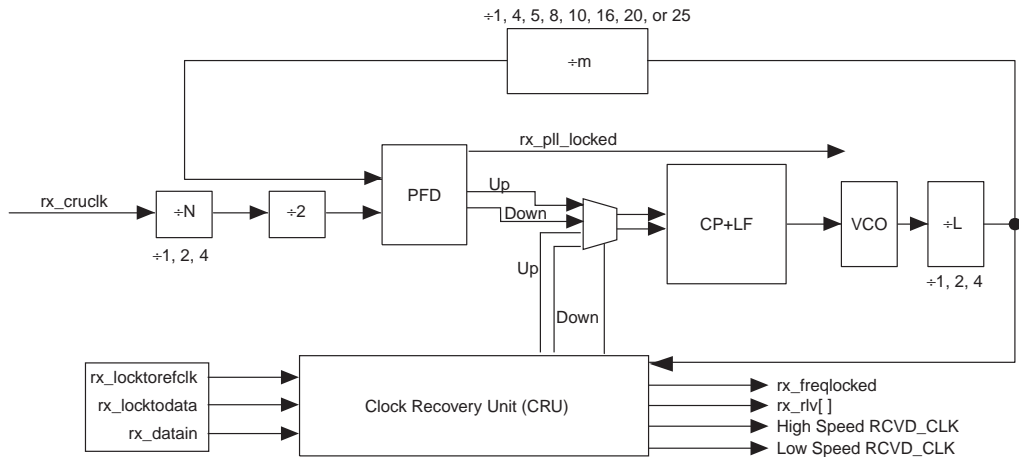 ÷1, 4, 5, 8, 10, 16, 20, or 25
÷m
rx_pll_locked
PFD
Up
rx_cruclk
÷N
÷2
Down
CP+LF
VCO
÷L
÷1, 2, 4
÷1, 2, 4
Up
Down
rx_locktorefclk
rx_locktodata
rx_datain
Clock Recovery Unit (CRU)
rx_freqlocked
rx_rlv[ ]
High Speed RCVD_CLK
Low Speed RCVD_CLK